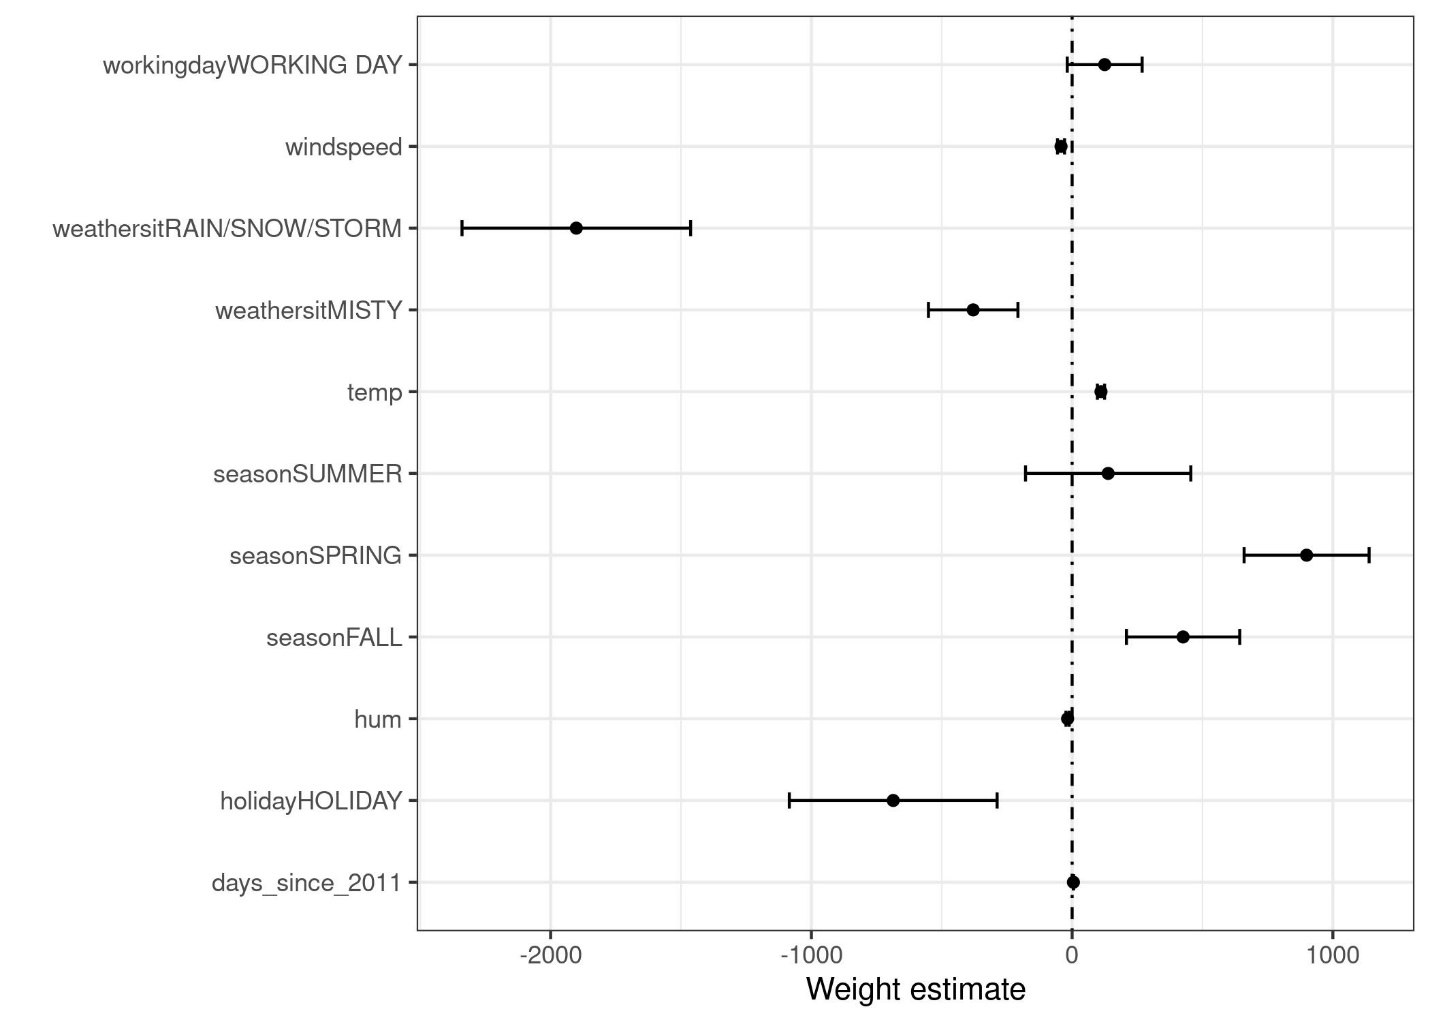 workingdayWORKING DAY
windspeed
weathersitRAIN/SNOW/STORM
weathersitMISTY
temp
seasonSUMMER
seasonSPRING
seasonFALL
hum
holidayHOLIDAY
days_since_2011
-2000 -1000 0 1000
Weight estimate